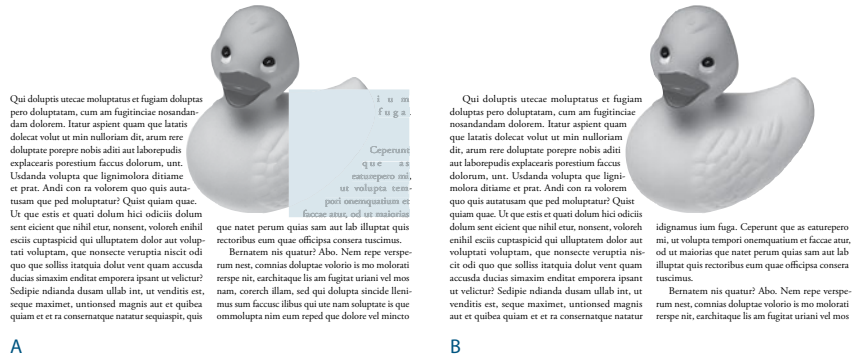 Qui doluptis utecae moluptatus et fugiam doluptas
pero doluptatam, cum am fugitinciae nosandan-
dam dolorem. Itatur aspient quam que latatis
dolecat volut ut min nulloriam dit, arum rere
doluptate porepre nobis aditi aut laborepudis
explacearis porestium faccus dolorum, unt.
Usdanda volupta que lignimolora ditiame
et prat. Andi con ra volorem quo quis auta-
tusam que ped moluptatur? Quist quiam quae.
Ut que estis et quati dolum hici odiciis dolum
sent eicient que nihil etur, nonsent, voloreh enihil
esciis cuptaspicid qui ulluptatem dolor aut volup-
tati voluptam, que nonsecte veruptia niscit odi
quo que solliss itatquia dolut vent quam accusda
ducias simaxim enditat emporera ipsant ut velictur?
Sedipie ndianda dusam ullab int, ut venditis est,
seque maximet, untionsed magnis aut et quibea
quiam et et ra consernatque natur sequiaspit, quis
ium
fuga.
Ceperunt
que as
eaturepero mi,
ut volupta tem-
pori onemquatium et
faccae atur, od ut maiorias
que natet perum quias sam aut lab illuptat quis
rectoribus eum quae officipsa consera tuscimus.
Bernatem nis quatur? Abo. Nem repe verspe-
rum nest, comnias doluptae volorio is mo molorati
rerspe nit, earchitaque lis am fugitat uriani vel mos
nam, corerch illam, sed qui dolupta sincide lleni-
mus sum faccusc ilibus qui ute nam soluptate is que
ommolupta nim eum reped que dolore vel mincto
A
Qui doluptis utecae moluptatus et fugiam
doluptas pero doluptatam, cum am fugitinciae
nosandandam dolorem. Itatur aspient quam
que latatis dolecat volut ut min nulloriam
dit, arum rere doluptate porepre nobis aditi
aut laborepudis explacearis porestium faccus
dolorum, unt. Usdanda volupta que ligni-
molora ditiame et prat. Andi con ra volorem
quo quis autatusam que ped moluptatur? Quist
quiam quae. Ut que estis et quati dolum hici odiciis
dolum sent eicient que nihil etur, nonsent, voloreh
enihil esciis cuptaspicid qui ulluptatem dolor aut
voluptati voluptam, que nonsecte veruptia nis-
cit odi quo que solliss itatquia dolut vent quam
accusda ducias simaxim enditat emporera ipsant
ut velictur? Sedipie ndianda dusam ullab int, ut
venditis est, seque maximet, untionsed magnis
aut et quibea quiam et et ra consernatque natur
idignamus ium fuga. Ceperunt que as eaturepero
mi, ut volupta tempori onemquatium et faccae atur,
od ut maiorias que natet perum quias sam aut lab
illuptat quis rectoribus eum quae officipsa consera
tuscimus.
Bernatem nis quatur? Abo. Nem repe verspe-
rum nest, comnias doluptae volorio is mo molorati
rerspe nit, earchitaque lis am fugitat uriani vel mos
B